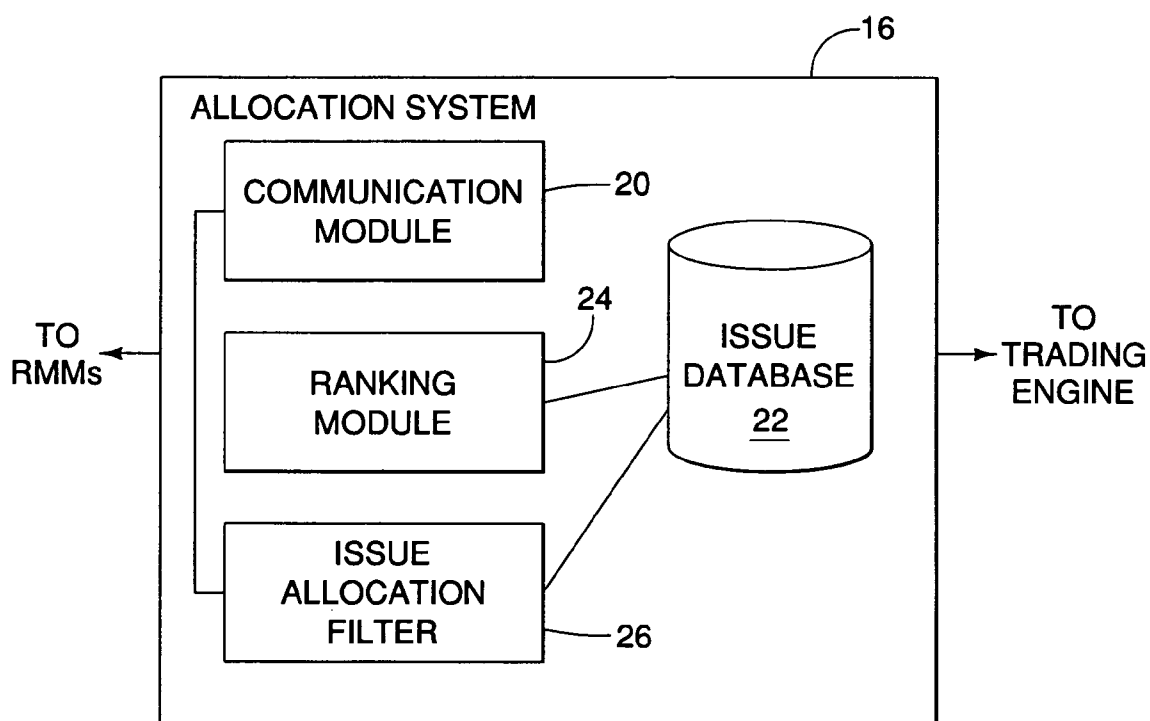 16
ALLOCATION SYSTEM
COMMUNICATION
MODULE
20
24
RANKING
MODULE
ISSUE
DATABASE
22
ISSUE
ALLOCATION
FILTER
26
TO
RMMs
TO
TRADING
ENGINE